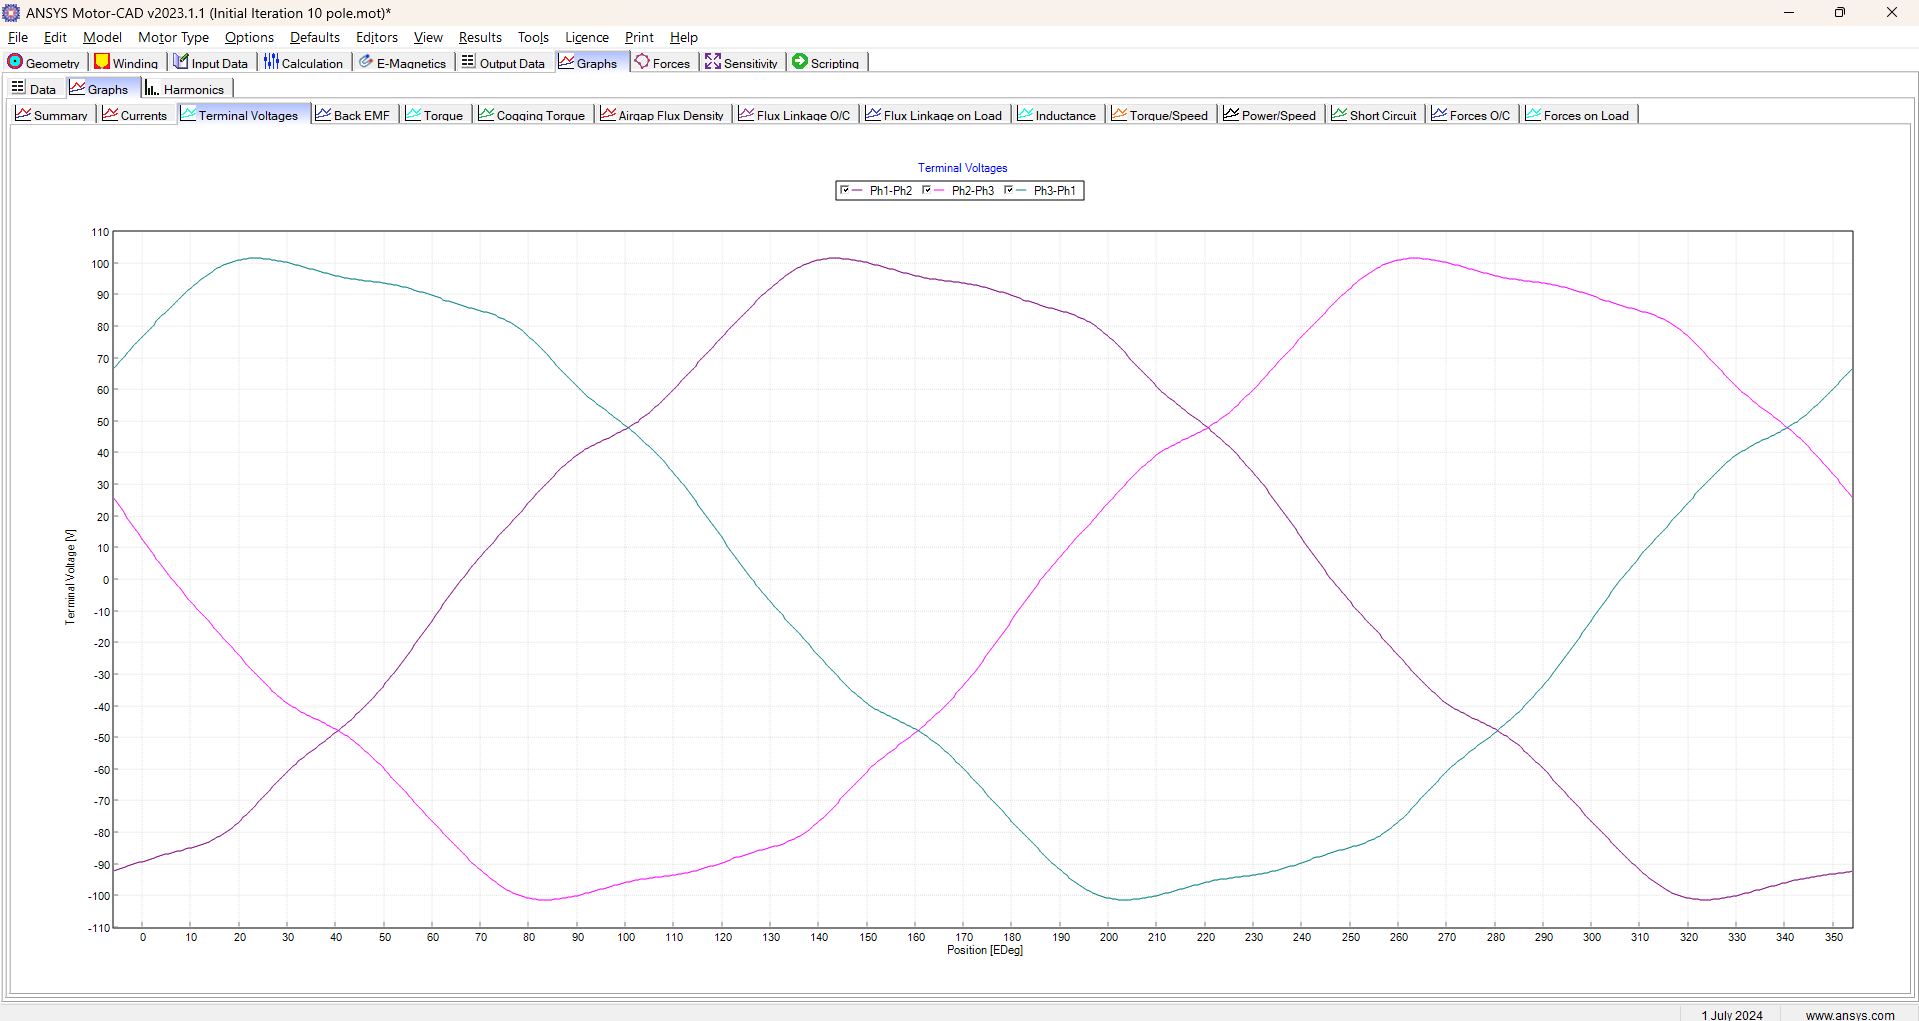 ANSYS Motor-CAD v2023.1.1 (Initial Iteration 10 pole.mot)*
File Edit Model Motor Type Options Defaults Editors View Results Tools Licence Print Help
Geometry Winding Input Data Calculation E-Magnetics Output Data Graphs Forces Sensitivity Scripting
Data Graphs Harmonics
Summary Currents Terminal Voltages Back EMF Torque Cogging Torque Airgap Flux Density Flux Linkage O/C Flux Linkage on Load Inductance Torque/Speed Power/Speed Short Circuit Forces O/C Forces on Load
Terminal Voltages
Ph1-Ph2 Ph2-Ph3 Ph3-Ph1
110
100
90
80
70
60
50
40
30
20
10
0
-10
-20
-30
-40
-50
-60
-70
-80
-90
-100
-110
Terminal Voltage [V]
0 10 20 30 40 50 60 70 80 90 100 110 120 130 140 150 160 170 180 190 200 210 220 230 240 250 260 270 280 290 300 310 320 330 340 350
Position [EDeg]
1 July 2024 www.ansys.com